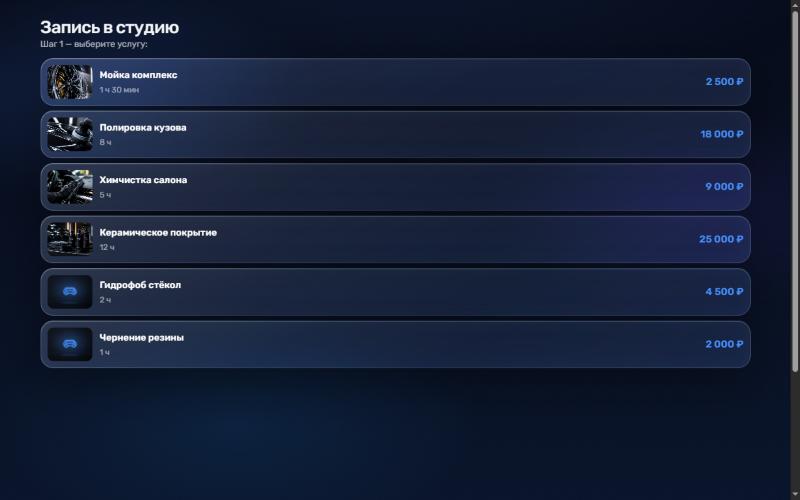 Запись в студию
Шаг 1 — выберите услугу:
Мойка комплекс
1 ч 30 мин
2 500 ₽
Полировка кузова
8 ч
18 000 ₽
Химчистка салона
5 ч
9 000 ₽
Керамическое покрытие
12 ч
25 000 ₽
Гидрофоб стёкол
2 ч
4 500 ₽
Чернение резины
1 ч
2 000 ₽